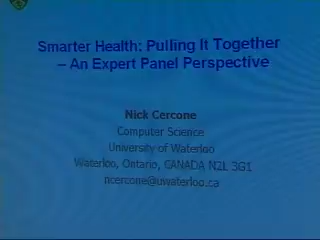 Smarter Health: Pulling It Together
– An Expert Panel Perspective
Nick Cercone
Computer Science
University of Waterloo
Waterloo, Ontario, CANADA N2L 3G1
ncercone@uwaterloo.ca